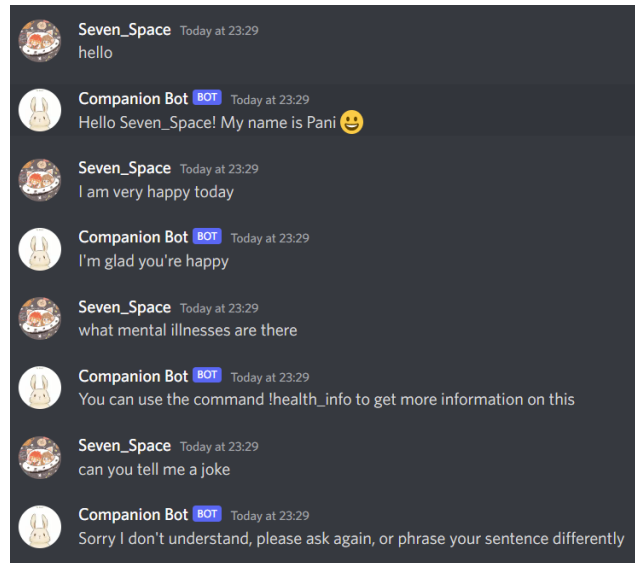 Seven_Space Today at 23:29
hello
Companion Bot BOT Today at 23:29
Hello Seven_Space! My name is Pani 😃
Seven_Space Today at 23:29
I am very happy today
Companion Bot BOT Today at 23:29
I'm glad you're happy
Seven_Space Today at 23:29
what mental illnesses are there
Companion Bot BOT Today at 23:29
You can use the command !health_info to get more information on this
Seven_Space Today at 23:29
can you tell me a joke
Companion Bot BOT Today at 23:29
Sorry I don't understand, please ask again, or phrase your sentence differently